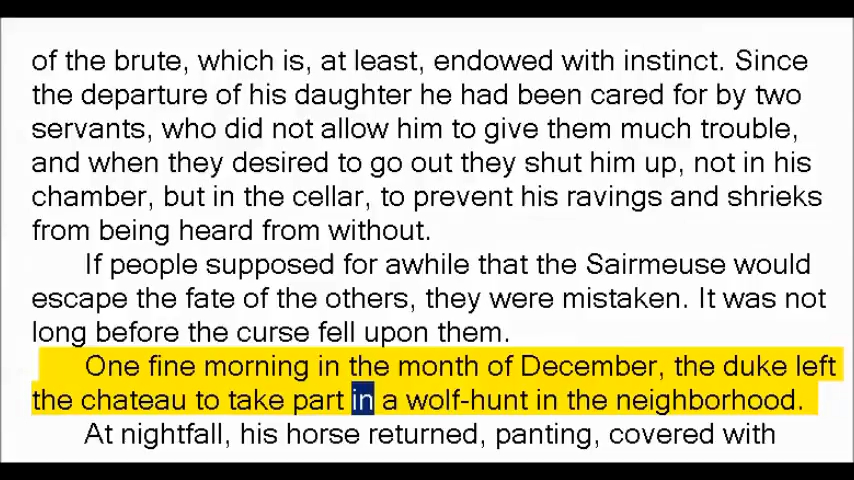 of the brute, which is, at least, endowed with instinct. Since
the departure of his daughter he had been cared for by two
servants, who did not allow him to give them much trouble,
and when they desired to go out they shut him up, not in his
chamber, but in the cellar, to prevent his ravings and shrieks
from being heard from without.
If people supposed for awhile that the Sairmeuse would
escape the fate of the others, they were mistaken. It was not
long before the curse fell upon them.
One fine morning in the month of December, the duke left
the chateau to take part in a wolf-hunt in the neighborhood.
At nightfall, his horse returned, panting, covered with